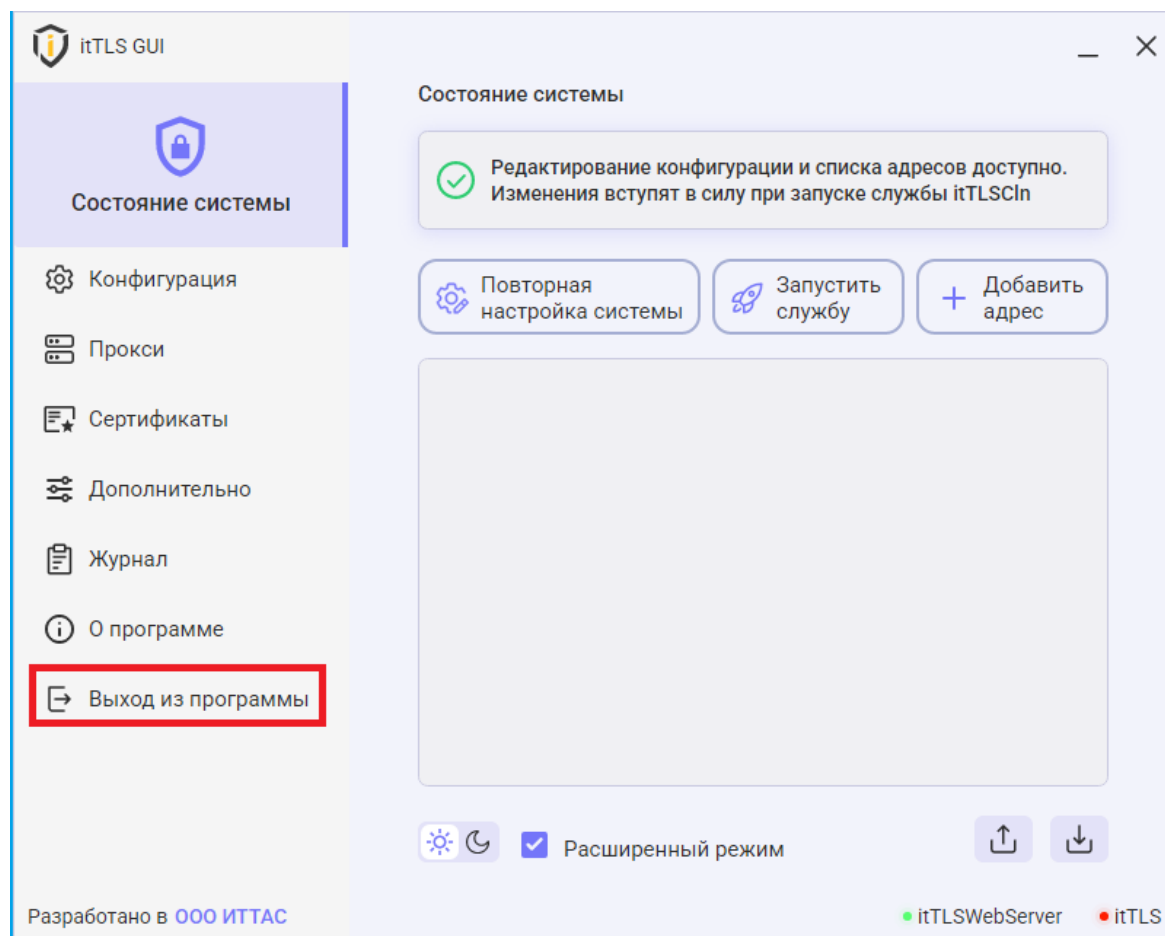 itTLS GUI
Состояние системы
Конфигурация
Прокси
Сертификаты
Дополнительно
Журнал
О программе
Выход из программы
Разработано в ООО ИТТАС
Состояние системы
Редактирование конфигурации и списка адресов доступно.
Изменения вступят в силу при запуске службы itTLSCln
Повторная
настройка системы
Запустить
службу
Добавить
адрес
Расширенный режим
itTLSWebServer
itTLS